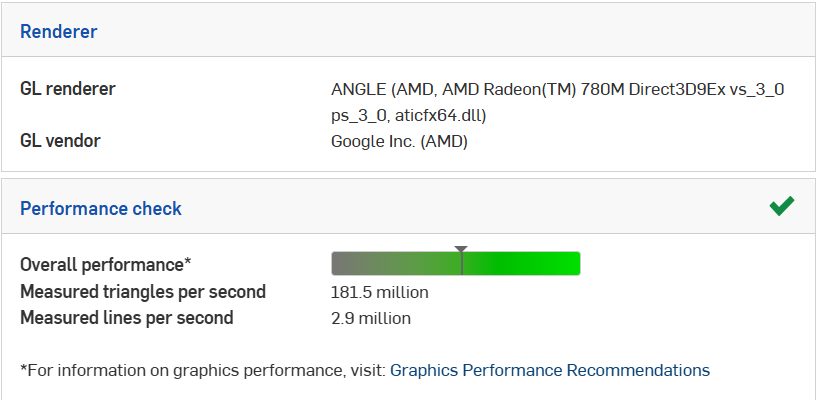 Renderer
GL renderer
ANGLE (AMD, AMD Radeon(TM) 780M Direct3D9Ex vs_3_0
ps_3_0, aticfx64.dll)
GL vendor
Google Inc. (AMD)
Performance check
Overall performance*
Measured triangles per second
181.5 million
Measured lines per second
2.9 million
*For information on graphics performance, visit: Graphics Performance Recommendations